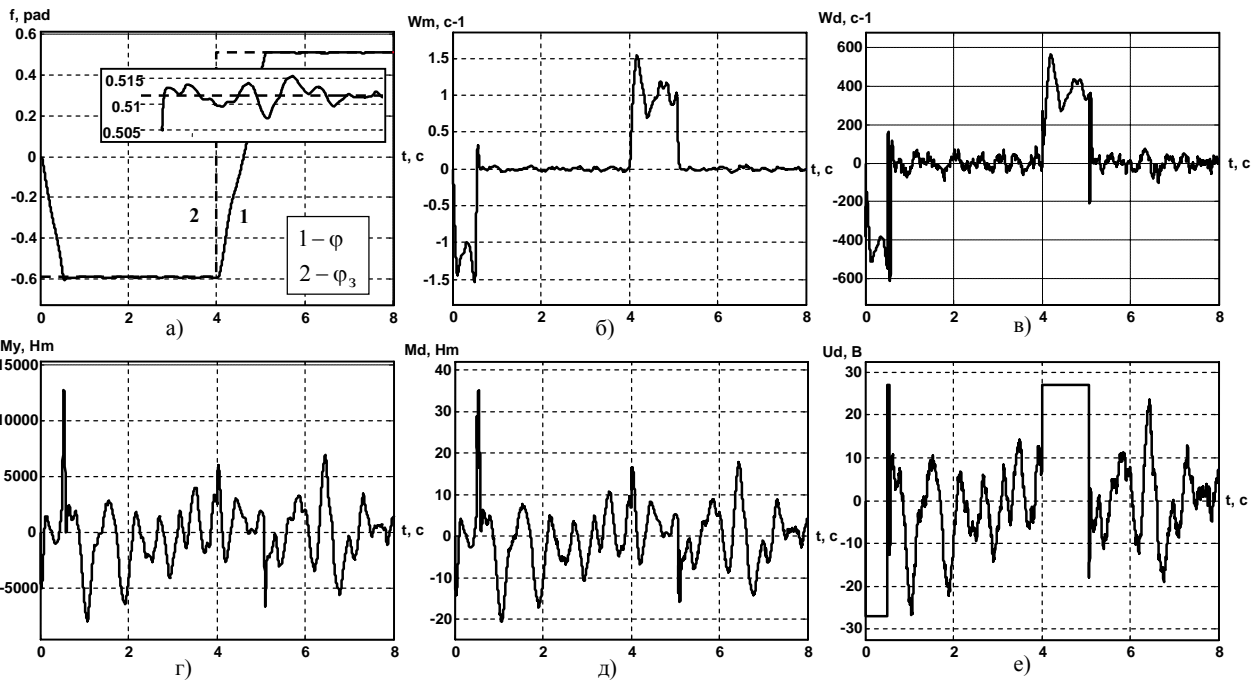 f, рад
0.6
0.4
0.2
0
-0.2
-0.4
-0.6
0.515
0.51
0.505
t, c
2
1
1 – φ
2 – φз
0 2 4 6 8
а)
Wm, c-1
1.5
1
0.5
0
-0.5
-1
-1.5
t, c
0 2 4 6 8
б)
Wd, c-1
600
400
200
0
-200
-400
-600
t, c
0 2 4 6 8
в)
My, Hm
15000
10000
5000
0
-5000
t, c
0 2 4 6 8
г)
Md, Hm
40
30
20
10
0
-10
-20
t, c
0 2 4 6 8
д)
Ud, B
30
20
10
0
-10
-20
-30
t, c
0 2 4 6 8
е)